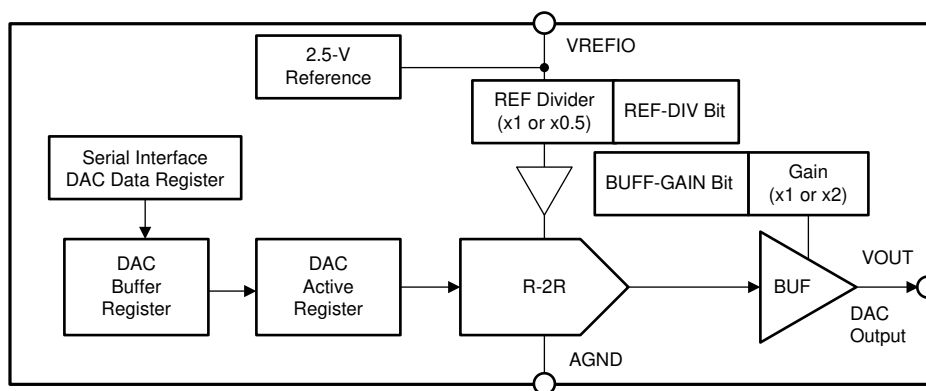 VREFIO
2.5-V
Reference
REF Divider
(x1 or x0.5)
REF-DIV Bit
Serial Interface
DAC Data Register
BUFF-GAIN Bit
Gain
(x1 or x2)
DAC
Buffer
Register
DAC
Active
Register
R-2R
BUF
VOUT
DAC
Output
AGND